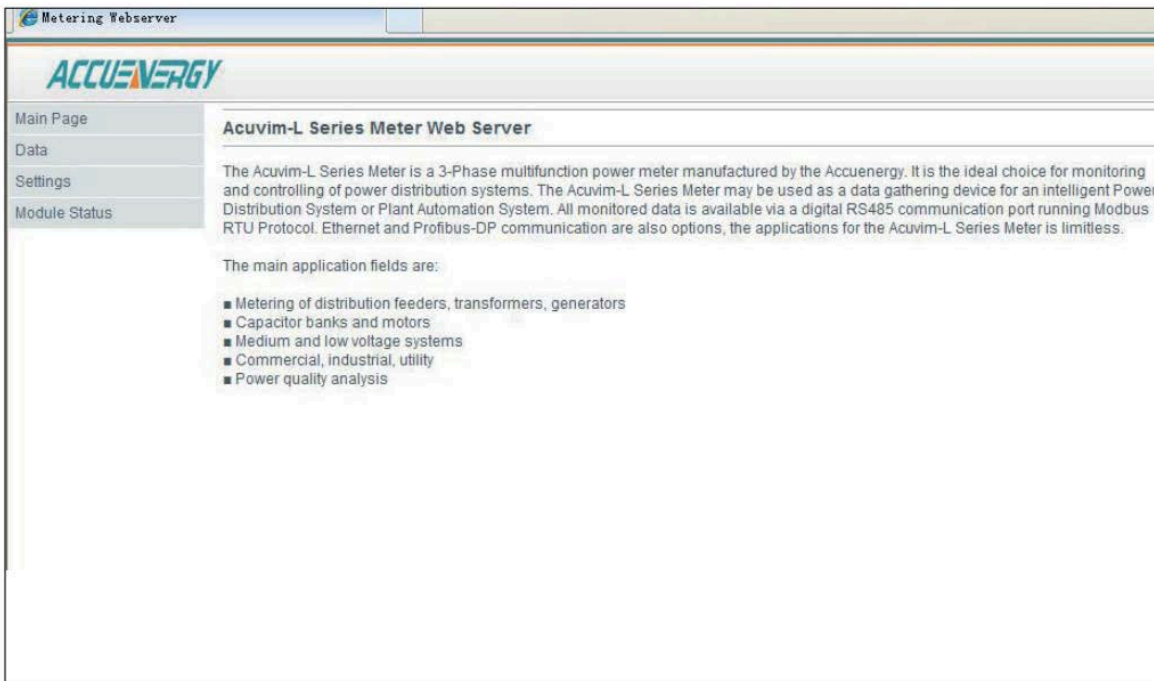 Metering Webserver
ACCUENERGY
Main Page
Data
Settings
Module Status
Acuvim-L Series Meter Web Server
The Acuvim-L Series Meter is a 3-Phase multifunction power meter manufactured by the Accuenergy. It is the ideal choice for monitoring
and controlling of power distribution systems. The Acuvim-L Series Meter may be used as a data gathering device for an intelligent Power
Distribution System or Plant Automation System. All monitored data is available via a digital RS485 communication port running Modbus
RTU Protocol. Ethernet and Profibus-DP communication are also options, the applications for the Acuvim-L Series Meter is limitless.
The main application fields are:
■ Metering of distribution feeders, transformers, generators
■ Capacitor banks and motors
■ Medium and low voltage systems
■ Commercial, industrial, utility
■ Power quality analysis